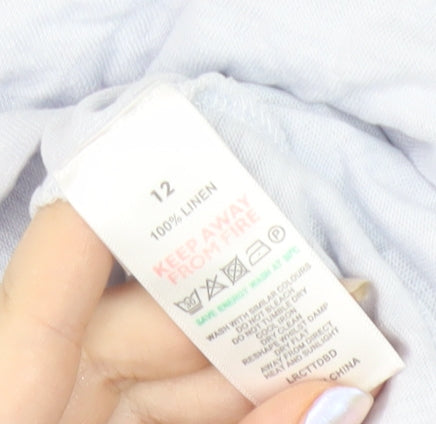 12
100% LINEN
KEEP AWAY
FROM FIRE
P
SAVE ENERGY WASH AT 30°C
WASH WITH SIMILAR COLOURS
DO NOT BLEACH
DO NOT TUMBLE DRY
COOL IRON
DRY CLEAN
RESHAPE WHILST DAMP
DRY FLAT
AWAY FROM DIRECT
HEAT AND SUNLIGHT
LRCTTDBD
CHINA